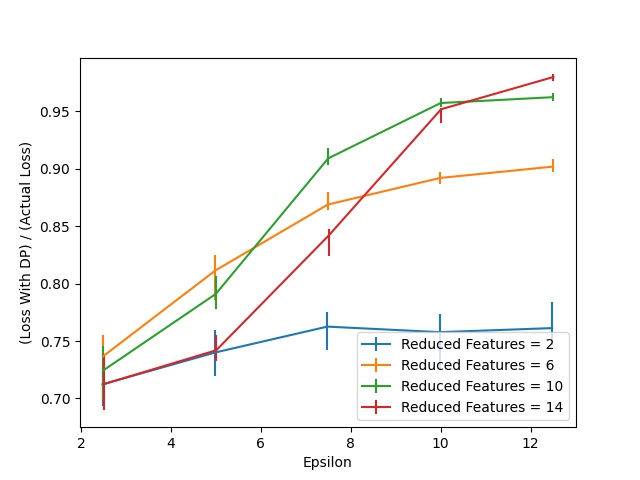 0.95
0.90
0.85
0.80
0.75
0.70
(Loss With DP) / (Actual Loss)
2
4
6
8
10
12
Epsilon
Reduced Features = 2
Reduced Features = 6
Reduced Features = 10
Reduced Features = 14